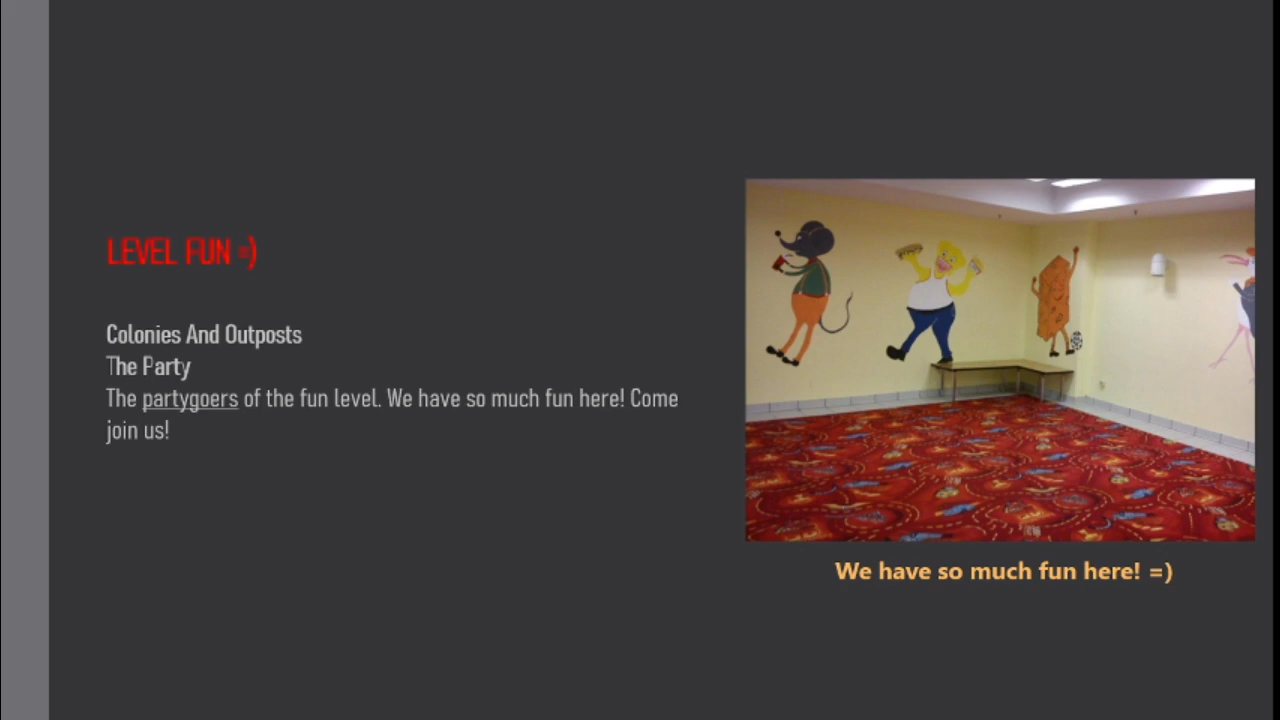 LEVEL FUN =)
Colonies And Outposts
The Party
The partygoers of the fun level. We have so much fun here! Come
join us!
We have so much fun here! =)